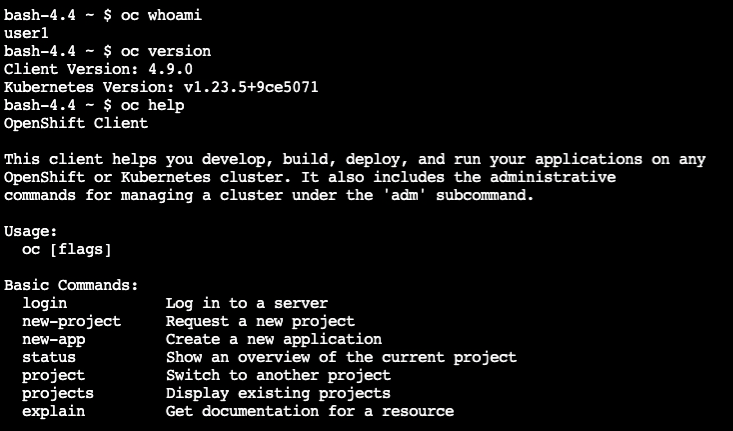 bash-4.4 ~ $ oc whoami
user1
bash-4.4 ~ $ oc version
Client Version: 4.9.0
Kubernetes Version: v1.23.5+9ce5071
bash-4.4 ~ $ oc help
OpenShift Client

This client helps you develop, build, deploy, and run your applications on any
OpenShift or Kubernetes cluster. It also includes the administrative
commands for managing a cluster under the 'adm' subcommand.

Usage:
  oc [flags]

Basic Commands:
  login           Log in to a server
  new-project     Request a new project
  new-app         Create a new application
  status          Show an overview of the current project
  project         Switch to another project
  projects        Display existing projects
  explain         Get documentation for a resource